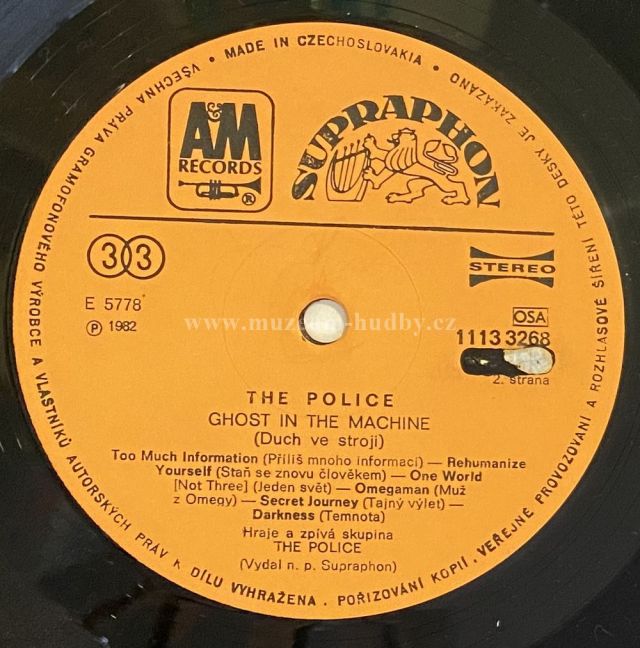 VŠECHNA PRÁVA GRAMOFONOVÉHO VÝROBCE A VLASTNÍKŮ AUTORSKÝCH PRÁV K DÍLU VYHRAŽENA. POŘIZOVÁNÍ KOPIÍ, VEŘEJNÉ PROVOZOVÁNÍ A ROZHLASOVÉ ŠÍŘENÍ TÉTO DESKY JE ZAKÁZÁNO • MADE IN CZECHOSLOVAKIA •
A&M
RECORDS
®
SUPRAPHON
33
STEREO
E 5778
Ⓟ 1982
OSA
1113 3268
2. strana
www.muzeum-hudby.cz
THE POLICE
GHOST IN THE MACHINE
(Duch ve stroji)
Too Much Information (Příliš mnoho informací) — Rehumanize
Yourself (Staň se znovu člověkem) — One World
[Not Three] (Jeden svět) — Omegaman (Muž
z Omegy) — Secret Journey (Tajný výlet) —
Darkness (Temnota)
Hraje a zpívá skupina
THE POLICE
(Vydal n. p. Supraphon)